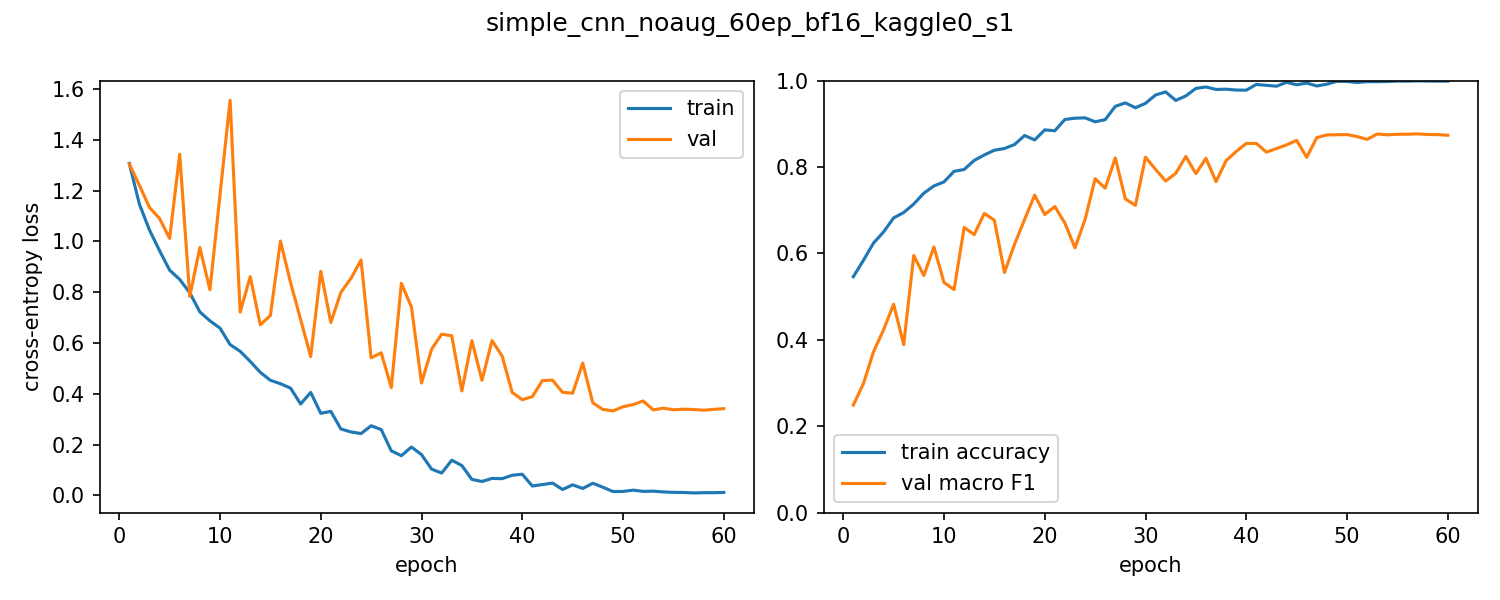 simple_cnn_noaug_60ep_bf16_kaggle0_s1
cross-entropy loss
1.6
1.4
1.2
1.0
0.8
0.6
0.4
0.2
0.0
train
val
0 10 20 30 40 50 60
epoch
1.0
0.8
0.6
0.4
0.2
0.0
train accuracy
val macro F1
0 10 20 30 40 50 60
epoch